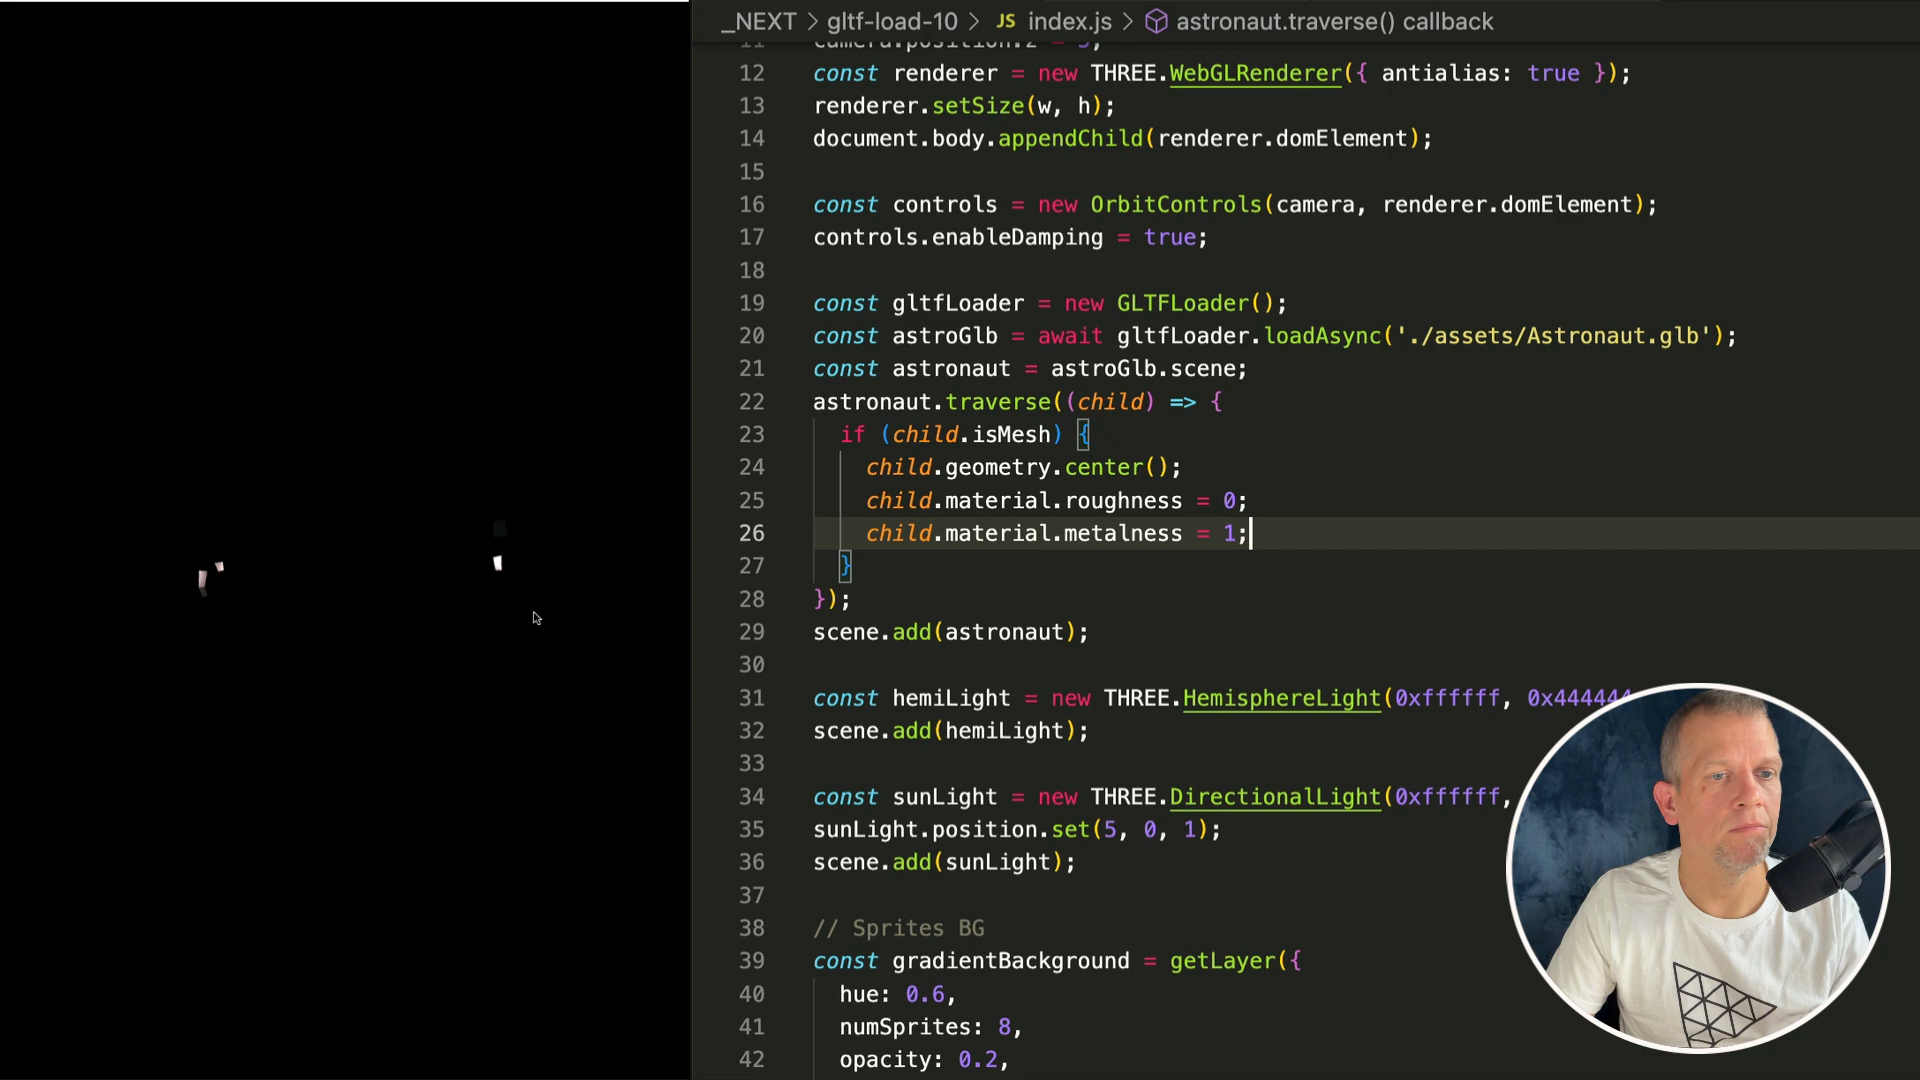 _NEXT > gltf-load-10 > JS index.js > astronaut.traverse() callback
12 const renderer = new THREE.WebGLRenderer({ antialias: true });
13 renderer.setSize(w, h);
14 document.body.appendChild(renderer.domElement);
15
16 const controls = new OrbitControls(camera, renderer.domElement);
17 controls.enableDamping = true;
18
19 const gltfLoader = new GLTFLoader();
20 const astroGlb = await gltfLoader.loadAsync('./assets/Astronaut.glb');
21 const astronaut = astroGlb.scene;
22 astronaut.traverse((child) => {
23 if (child.isMesh) {
24 child.geometry.center();
25 child.material.roughness = 0;
26 child.material.metalness = 1;
27 }
28 });
29 scene.add(astronaut);
30
31 const hemiLight = new THREE.HemisphereLight(0xffffff, 0x444444
32 scene.add(hemiLight);
33
34 const sunLight = new THREE.DirectionalLight(0xffffff,
35 sunLight.position.set(5, 0, 1);
36 scene.add(sunLight);
37
38 // Sprites BG
39 const gradientBackground = getLayer({
40 hue: 0.6,
41 numSprites: 8,
42 opacity: 0.2,